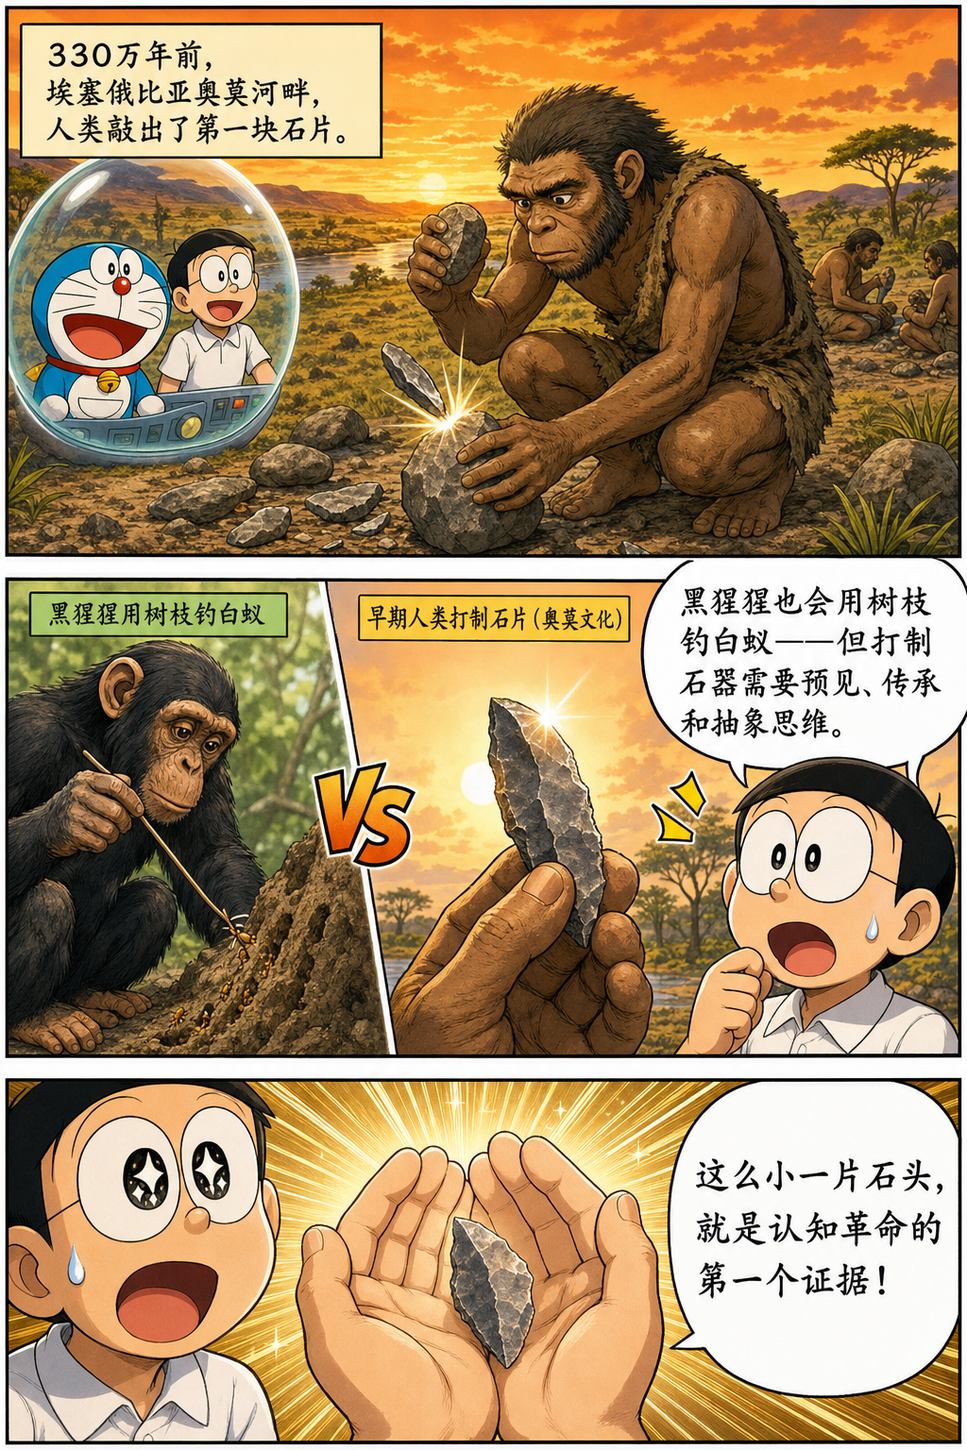 330万年前，
埃塞俄比亚奥莫河畔，
人类敲出了第一块石片。
黑猩猩用树枝钓白蚁
早期人类打制石片（奥莫文化）
VS
黑猩猩也会用树枝
钓白蚁——但打制
石器需要预见、传承
和抽象思维。
这么小一片石头，
就是认知革命的
第一个证据！